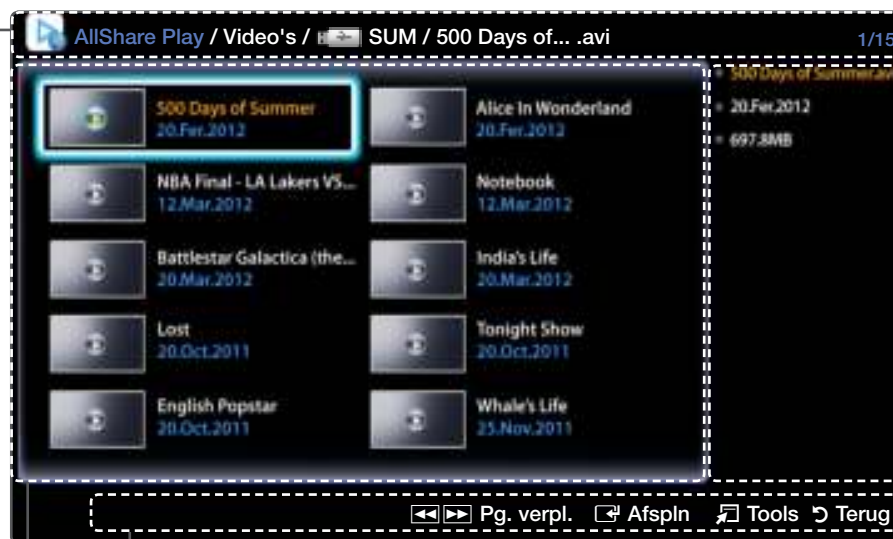 AllShare Play / Video's / SUM / 500 Days of... .avi 1/15
500 Days of Summer
20.Fer.2012
Alice In Wonderland
20.Fer.2012
NBA Final - LA Lakers VS...
12.Mar.2012
Notebook
12.Mar.2012
Battlestar Galactica (the...
20.Mar.2012
India's Life
20.Mar.2012
Lost
20.Oct.2011
Tonight Show
20.Oct.2011
English Popstar
20.Oct.2011
Whale's Life
25.Nov.2011
500 Days of Summer.av
20.Fer.2012
697.8MB
Pg. verpl. Afspln Tools Terug